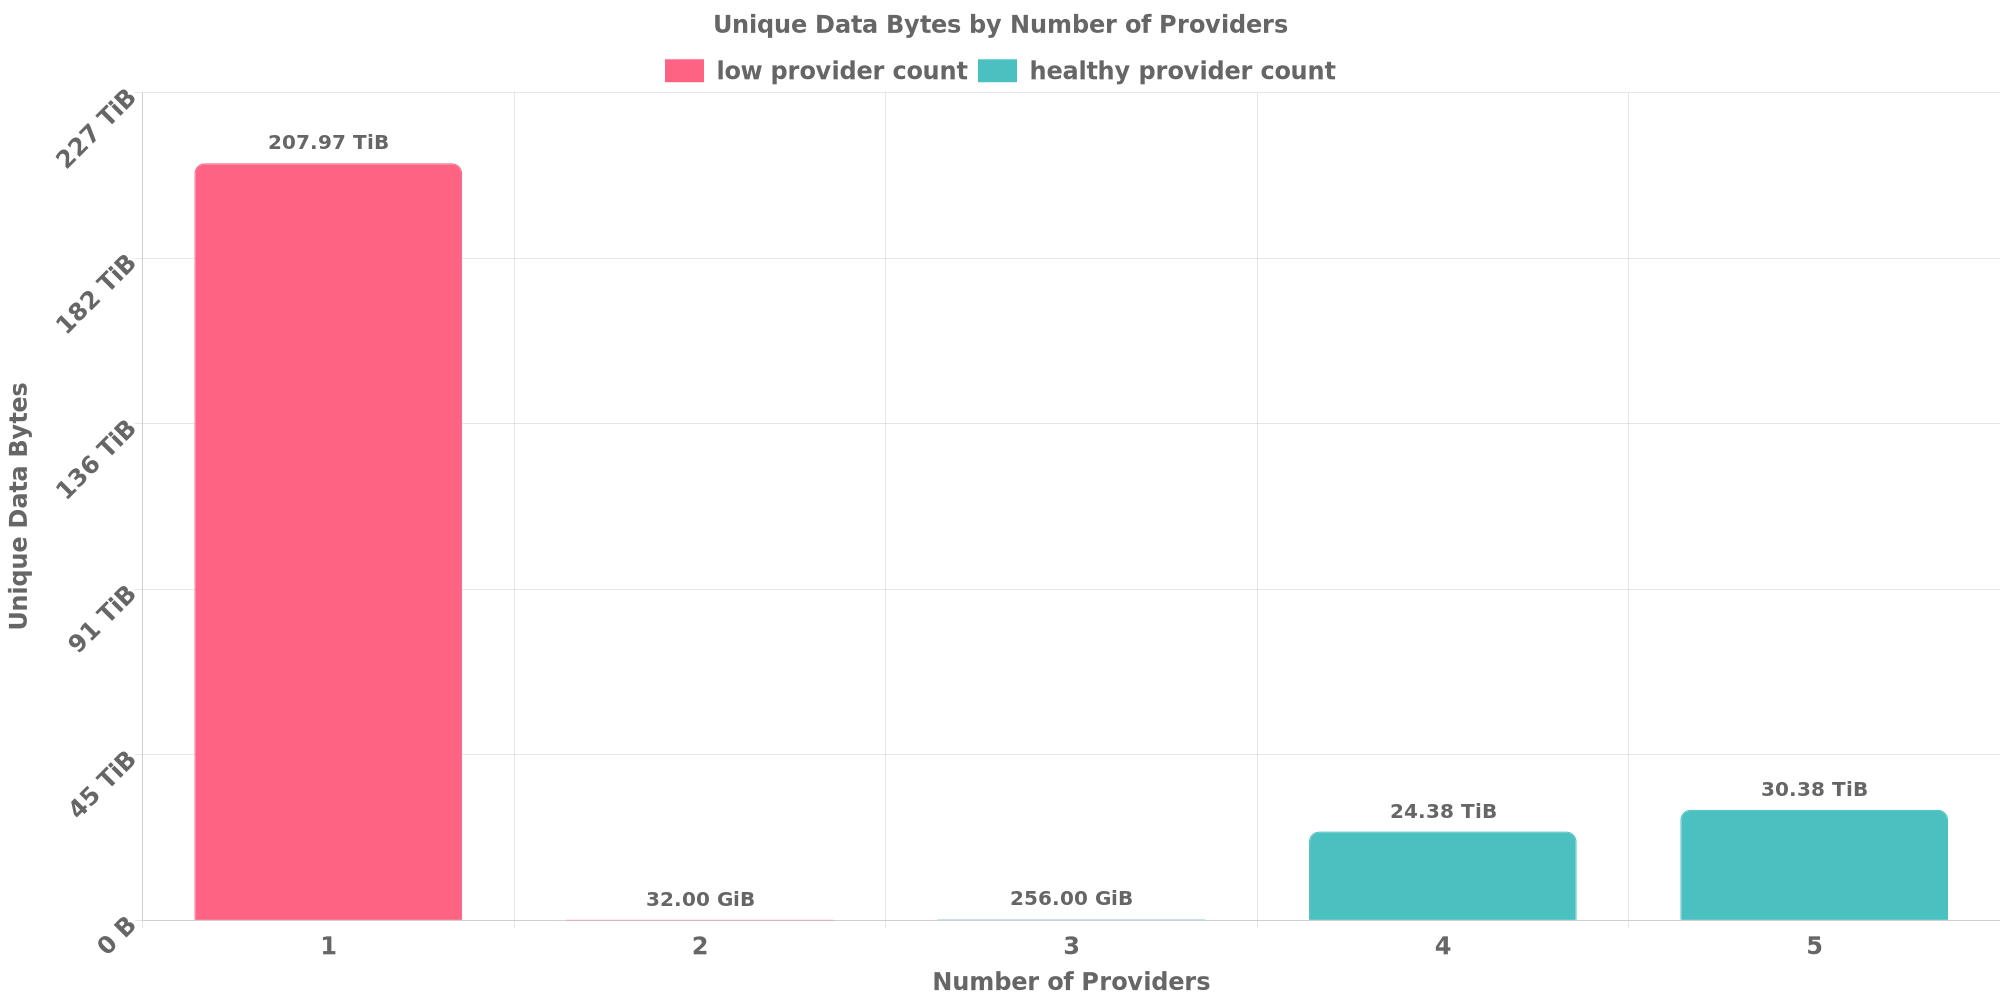 Unique Data Bytes by Number of Providers
low provider count healthy provider count
227 TiB
182 TiB
136 TiB
91 TiB
45 TiB
0 B
Unique Data Bytes
207.97 TiB
32.00 GiB
256.00 GiB
24.38 TiB
30.38 TiB
1 2 3 4 5
Number of Providers